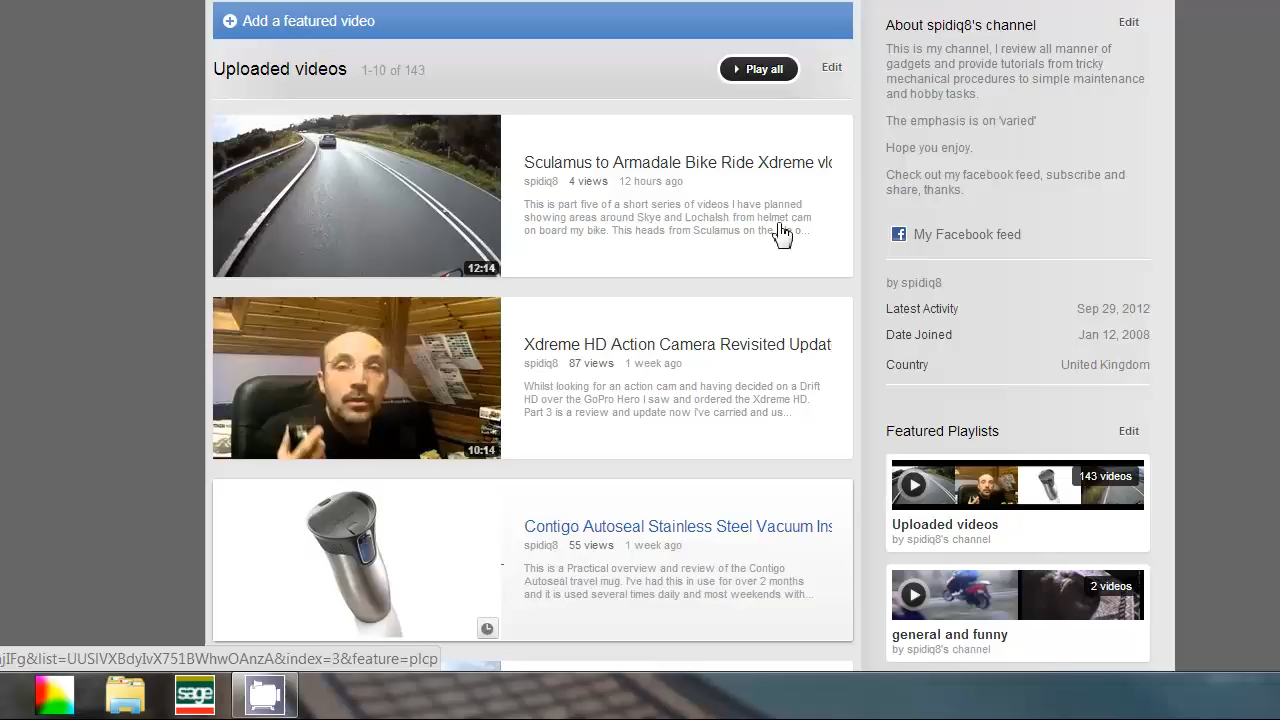 Add a featured video
Uploaded videos 1-10 of 143
Play all
Edit
Sculamus to Armadale Bike Ride Xdreme vlo
spidiq8 4 views 12 hours ago
This is part five of a short series of videos I have planned
showing areas around Skye and Lochalsh from helmet cam
on board my bike. This heads from Sculamus on the
12:14
Xdreme HD Action Camera Revisited Updat
spidiq8 87 views 1 week ago
Whilst looking for an action cam and having decided on a Drift
HD over the GoPro Hero I saw and ordered the Xdreme HD.
Part 3 is a review and update now I've carried and us...
10:14
Contigo Autoseal Stainless Steel Vacuum Ins
spidiq8 55 views 1 week ago
This is a Practical overview and review of the Contigo
Autoseal travel mug. I've had this in use for over 2 months
and it is used several times daily and most weekends with...
About spidiq8's channel
Edit
This is my channel, I review all manner of
gadgets and provide tutorials from tricky
mechanical procedures to simple maintenance
and hobby tasks.
The emphasis is on 'varied'
Hope you enjoy.
Check out my facebook feed, subscribe and
share, thanks.
My Facebook feed
by spidiq8
Latest Activity Sep 29, 2012
Date Joined Jan 12, 2008
Country United Kingdom
Featured Playlists
Edit
143 videos
Uploaded videos
by spidiq8's channel
2 videos
general and funny
by spidiq8's channel
jIFg&list=UUSlVXBdyIvX751BWhwOAnzA&index=3&feature=plcp
sage